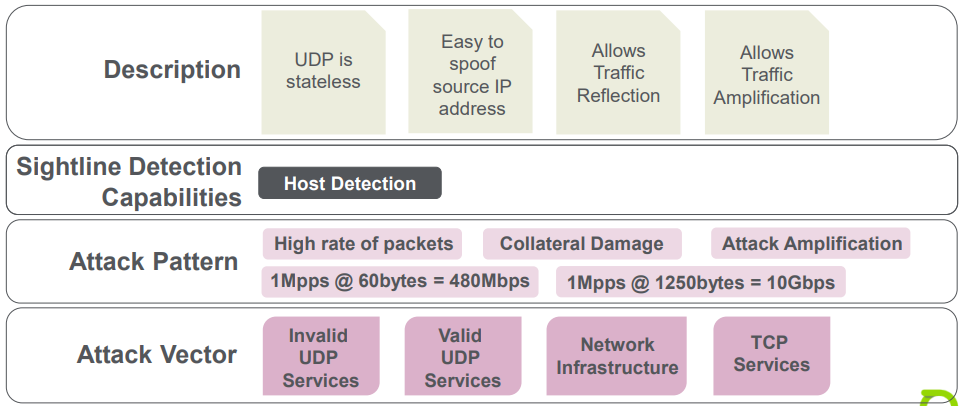 Description
UDP is
stateless
Easy to
spoof
source IP
address
Allows
Traffic
Reflection
Allows
Traffic
Amplification
Sightline Detection
Capabilities
Host Detection
Attack Pattern
High rate of packets
Collateral Damage
Attack Amplification
1Mpps @ 60bytes = 480Mbps
1Mpps @ 1250bytes = 10Gbps
Attack Vector
Invalid
UDP
Services
Valid
UDP
Services
Network
Infrastructure
TCP
Services